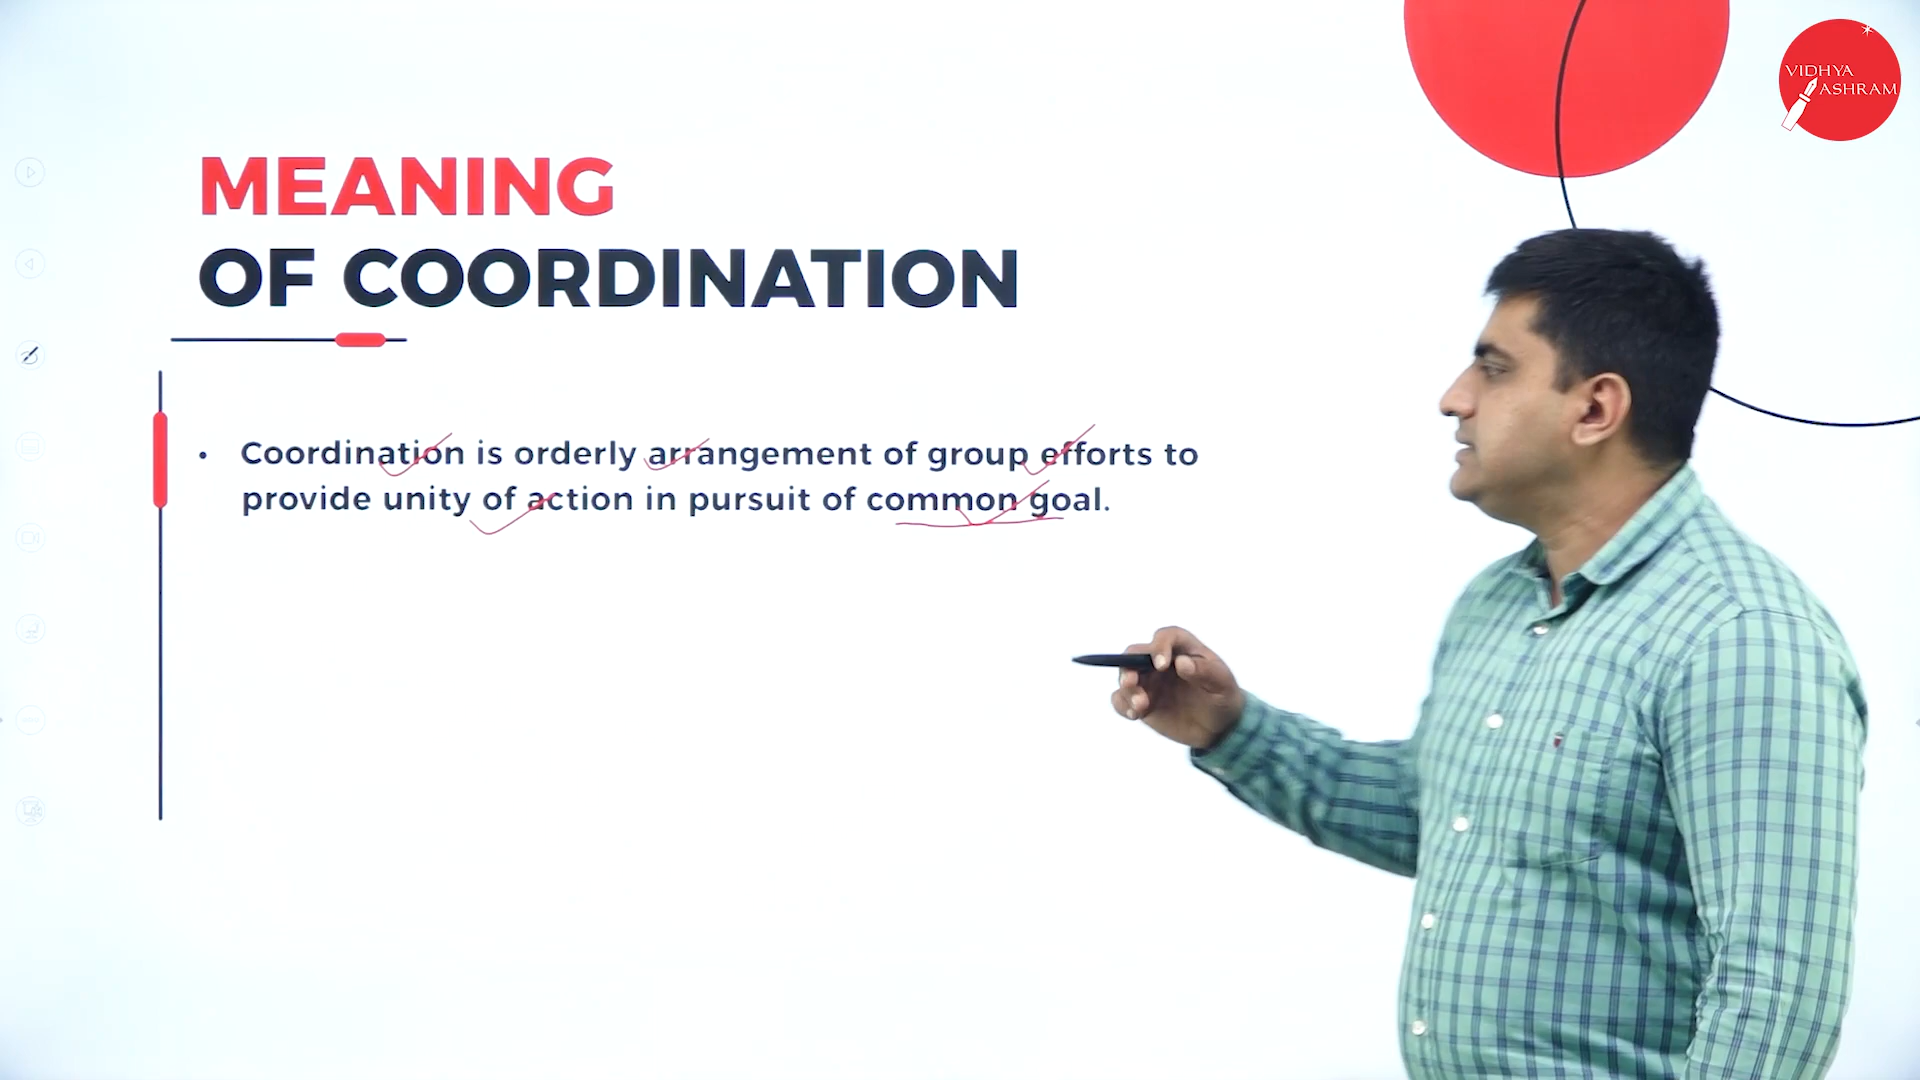 VIDHYA
ASHRAM
MEANING
OF COORDINATION
• Coordination is orderly arrangement of group efforts to
provide unity of action in pursuit of common goal.